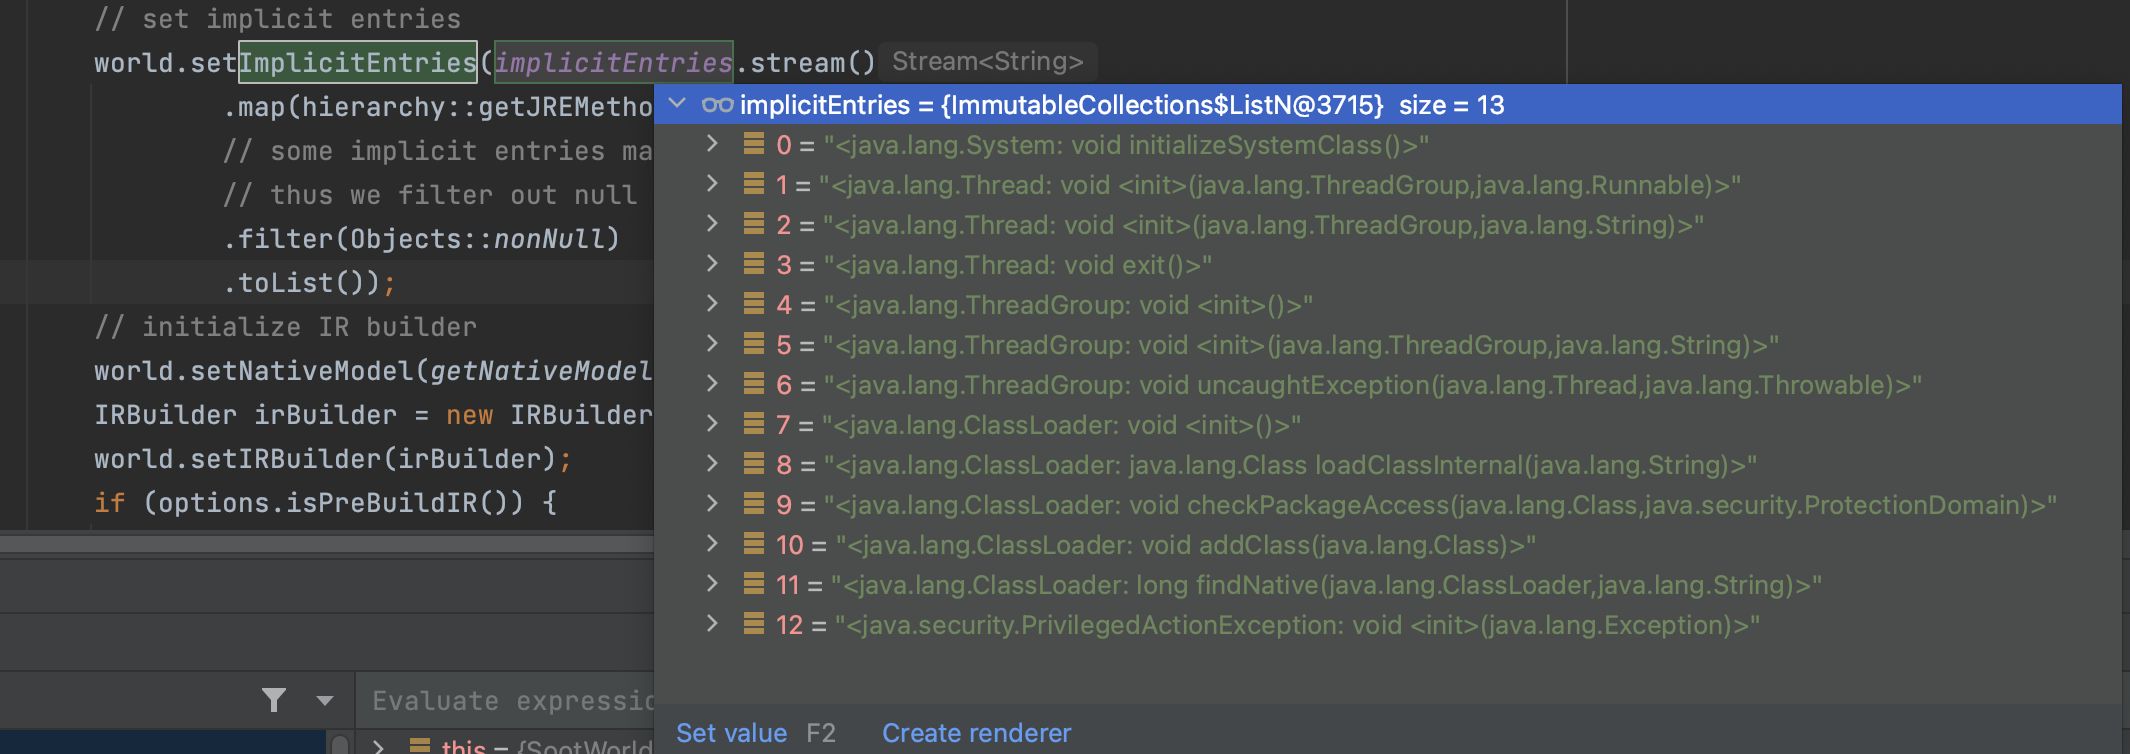 // set implicit entries
world.setImplicitEntries(implicitEntries.stream() Stream<String>
implicitEntries = {ImmutableCollections$ListN@3715} size = 13
.map(hierarchy::getJREMetho
0 = "<java.lang.System: void initializeSystemClass()>"
// some implicit entries ma
1 = "<java.lang.Thread: void <init>(java.lang.ThreadGroup,java.lang.Runnable)>"
// thus we filter out null
2 = "<java.lang.Thread: void <init>(java.lang.ThreadGroup,java.lang.String)>"
.filter(Objects::nonNull)
3 = "<java.lang.Thread: void exit()>"
.toList());
4 = "<java.lang.ThreadGroup: void <init>()>"
// initialize IR builder
5 = "<java.lang.ThreadGroup: void <init>(java.lang.ThreadGroup,java.lang.String)>"
world.setNativeModel(getNativeModel
6 = "<java.lang.ThreadGroup: void uncaughtException(java.lang.Thread,java.lang.Throwable)>"
IRBuilder irBuilder = new IRBuilder
7 = "<java.lang.ClassLoader: void <init>()>"
world.setIRBuilder(irBuilder);
8 = "<java.lang.ClassLoader: java.lang.Class loadClassInternal(java.lang.String)>"
if (options.isPreBuildIR()) {
9 = "<java.lang.ClassLoader: void checkPackageAccess(java.lang.Class,java.security.ProtectionDomain)>"
10 = "<java.lang.ClassLoader: void addClass(java.lang.Class)>"
11 = "<java.lang.ClassLoader: long findNative(java.lang.ClassLoader,java.lang.String)>"
12 = "<java.security.PrivilegedActionException: void <init>(java.lang.Exception)>"
Evaluate expressio
Set value F2 Create renderer
this = {SootWorld